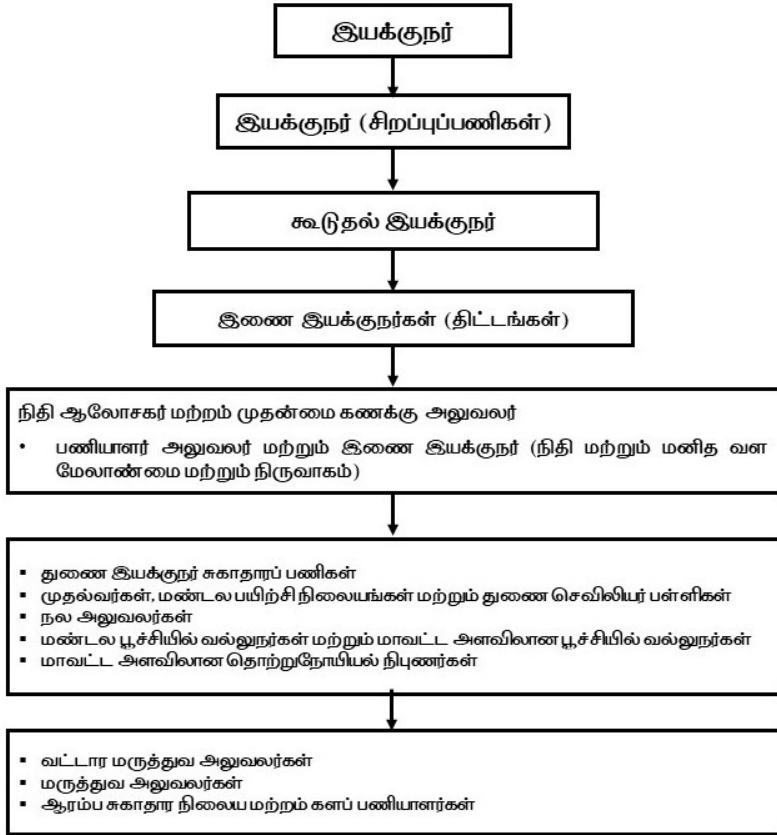 இயக்குநர்
இயக்குநர் (சிறப்புப்பணிகள்)
கூடுதல் இயக்குநர்
இணை இயக்குநர்கள் (திட்டங்கள்)
நிதி ஆலோசகர் மற்றம் முதன்மை கணக்கு அலுவலர்
• பணியாளர் அலுவலர் மற்றும் இணை இயக்குநர் (நிதி மற்றும் மனித வள
மேலாண்மை மற்றும் நிருவாகம்)
▪ துணை இயக்குநர் சுகாதாரப் பணிகள்
▪ முதல்வர்கள், மண்டல பயிற்சி நிலையங்கள் மற்றும் துணை செவிலியர் பள்ளிகள்
▪ நல அலுவலர்கள்
▪ மண்டல பூச்சியில் வல்லுநர்கள் மற்றும் மாவட்ட அளவிலான பூச்சியில் வல்லுநர்கள்
▪ மாவட்ட அளவிலான தொற்றுநோயியல் நிபுணர்கள்
▪ வட்டார மருத்துவ அலுவலர்கள்
▪ மருத்துவ அலுவலர்கள்
▪ ஆரம்ப சுகாதார நிலைய மற்றம் களப் பணியாளர்கள்